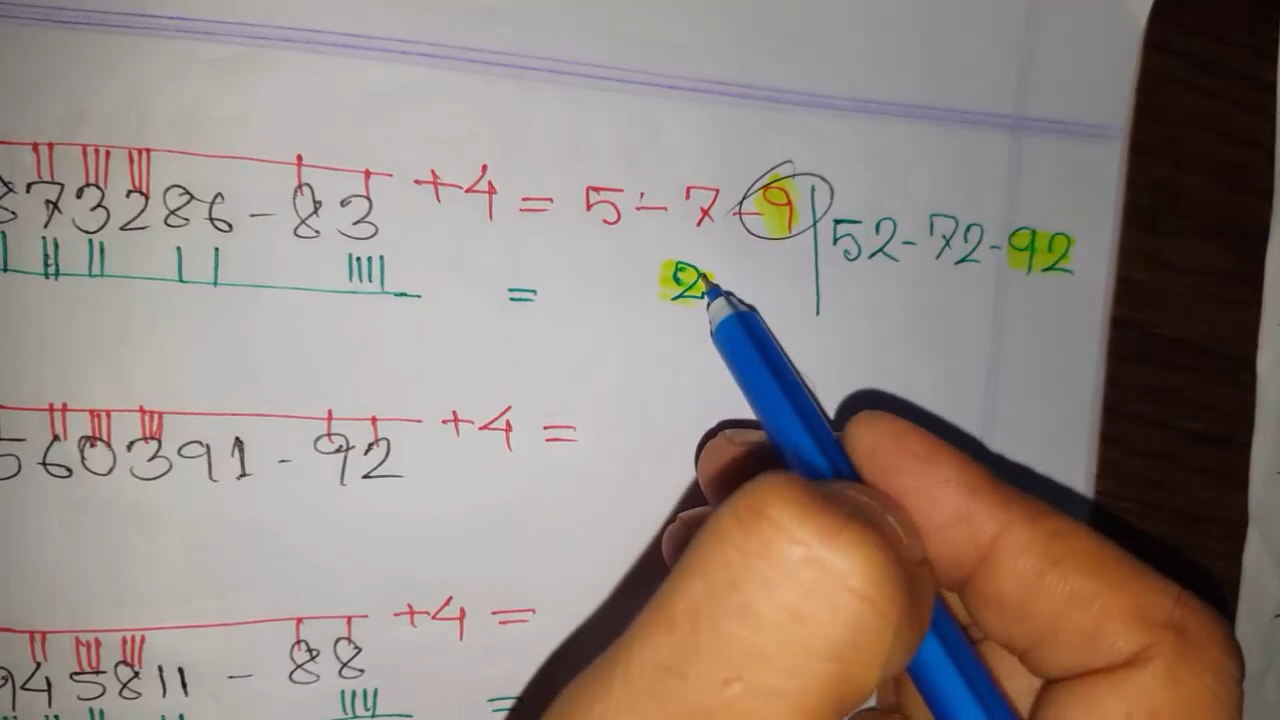 873286-83 +4 = 5-7-9 | 52-72-92
= 2
560391-92 +4 =
945811 - 88 +4 =
=